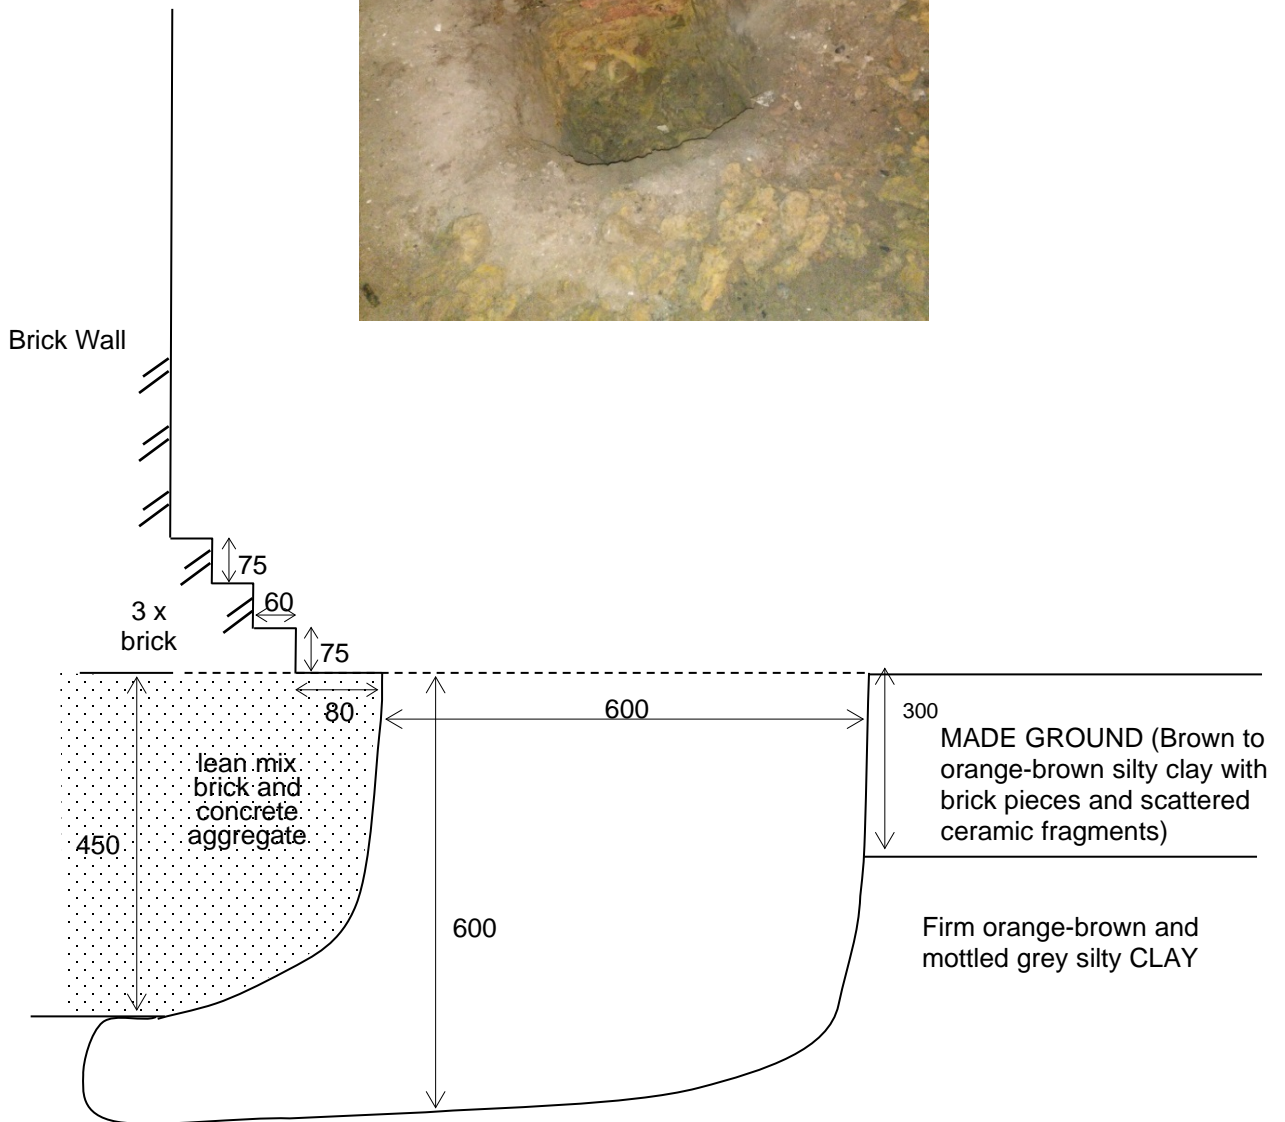 Brick Wall
75
60
3 x
brick
75
80
600
300
MADE GROUND (Brown to
orange-brown silty clay with
brick pieces and scattered
ceramic fragments)
lean mix
brick and
concrete
aggregate
450
600
Firm orange-brown and
mottled grey silty CLAY